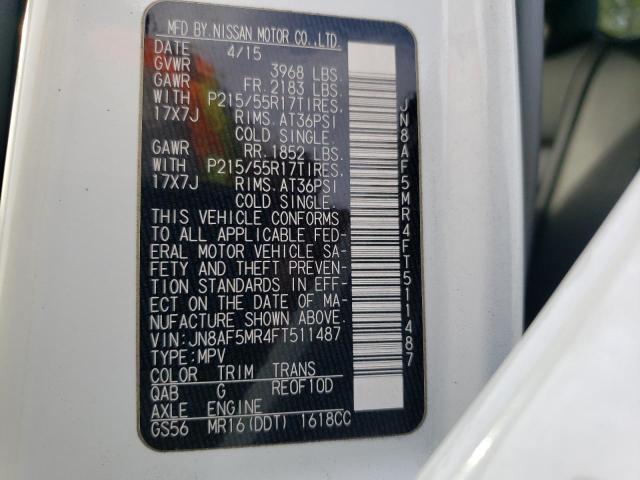 MFD BY.NISSAN MOTOR CO.,LTD.
DATE 4/15
GVWR 3968 LBS.
GAWR FR.2183 LBS.
WITH P215/55R17TIRES.
17X7J RIMS.AT36PSI
COLD SINGLE.
GAWR RR.1852 LBS.
WITH P215/55R17TIRES.
17X7J RIMS.AT36PSI
COLD SINGLE.
THIS VEHICLE CONFORMS
TO ALL APPLICABLE FED-
ERAL MOTOR VEHICLE SA-
FETY AND THEFT PREVEN-
TION STANDARDS IN EFF-
ECT ON THE DATE OF MA-
NUFACTURE SHOWN ABOVE.
VIN:JN8AF5MR4FT511487
TYPE:MPV
COLOR TRIM TRANS
QAB G RE0F10D
AXLE ENGINE
GS56 MR16(DDT) 1618CC
JN8AF5MR4FT511487